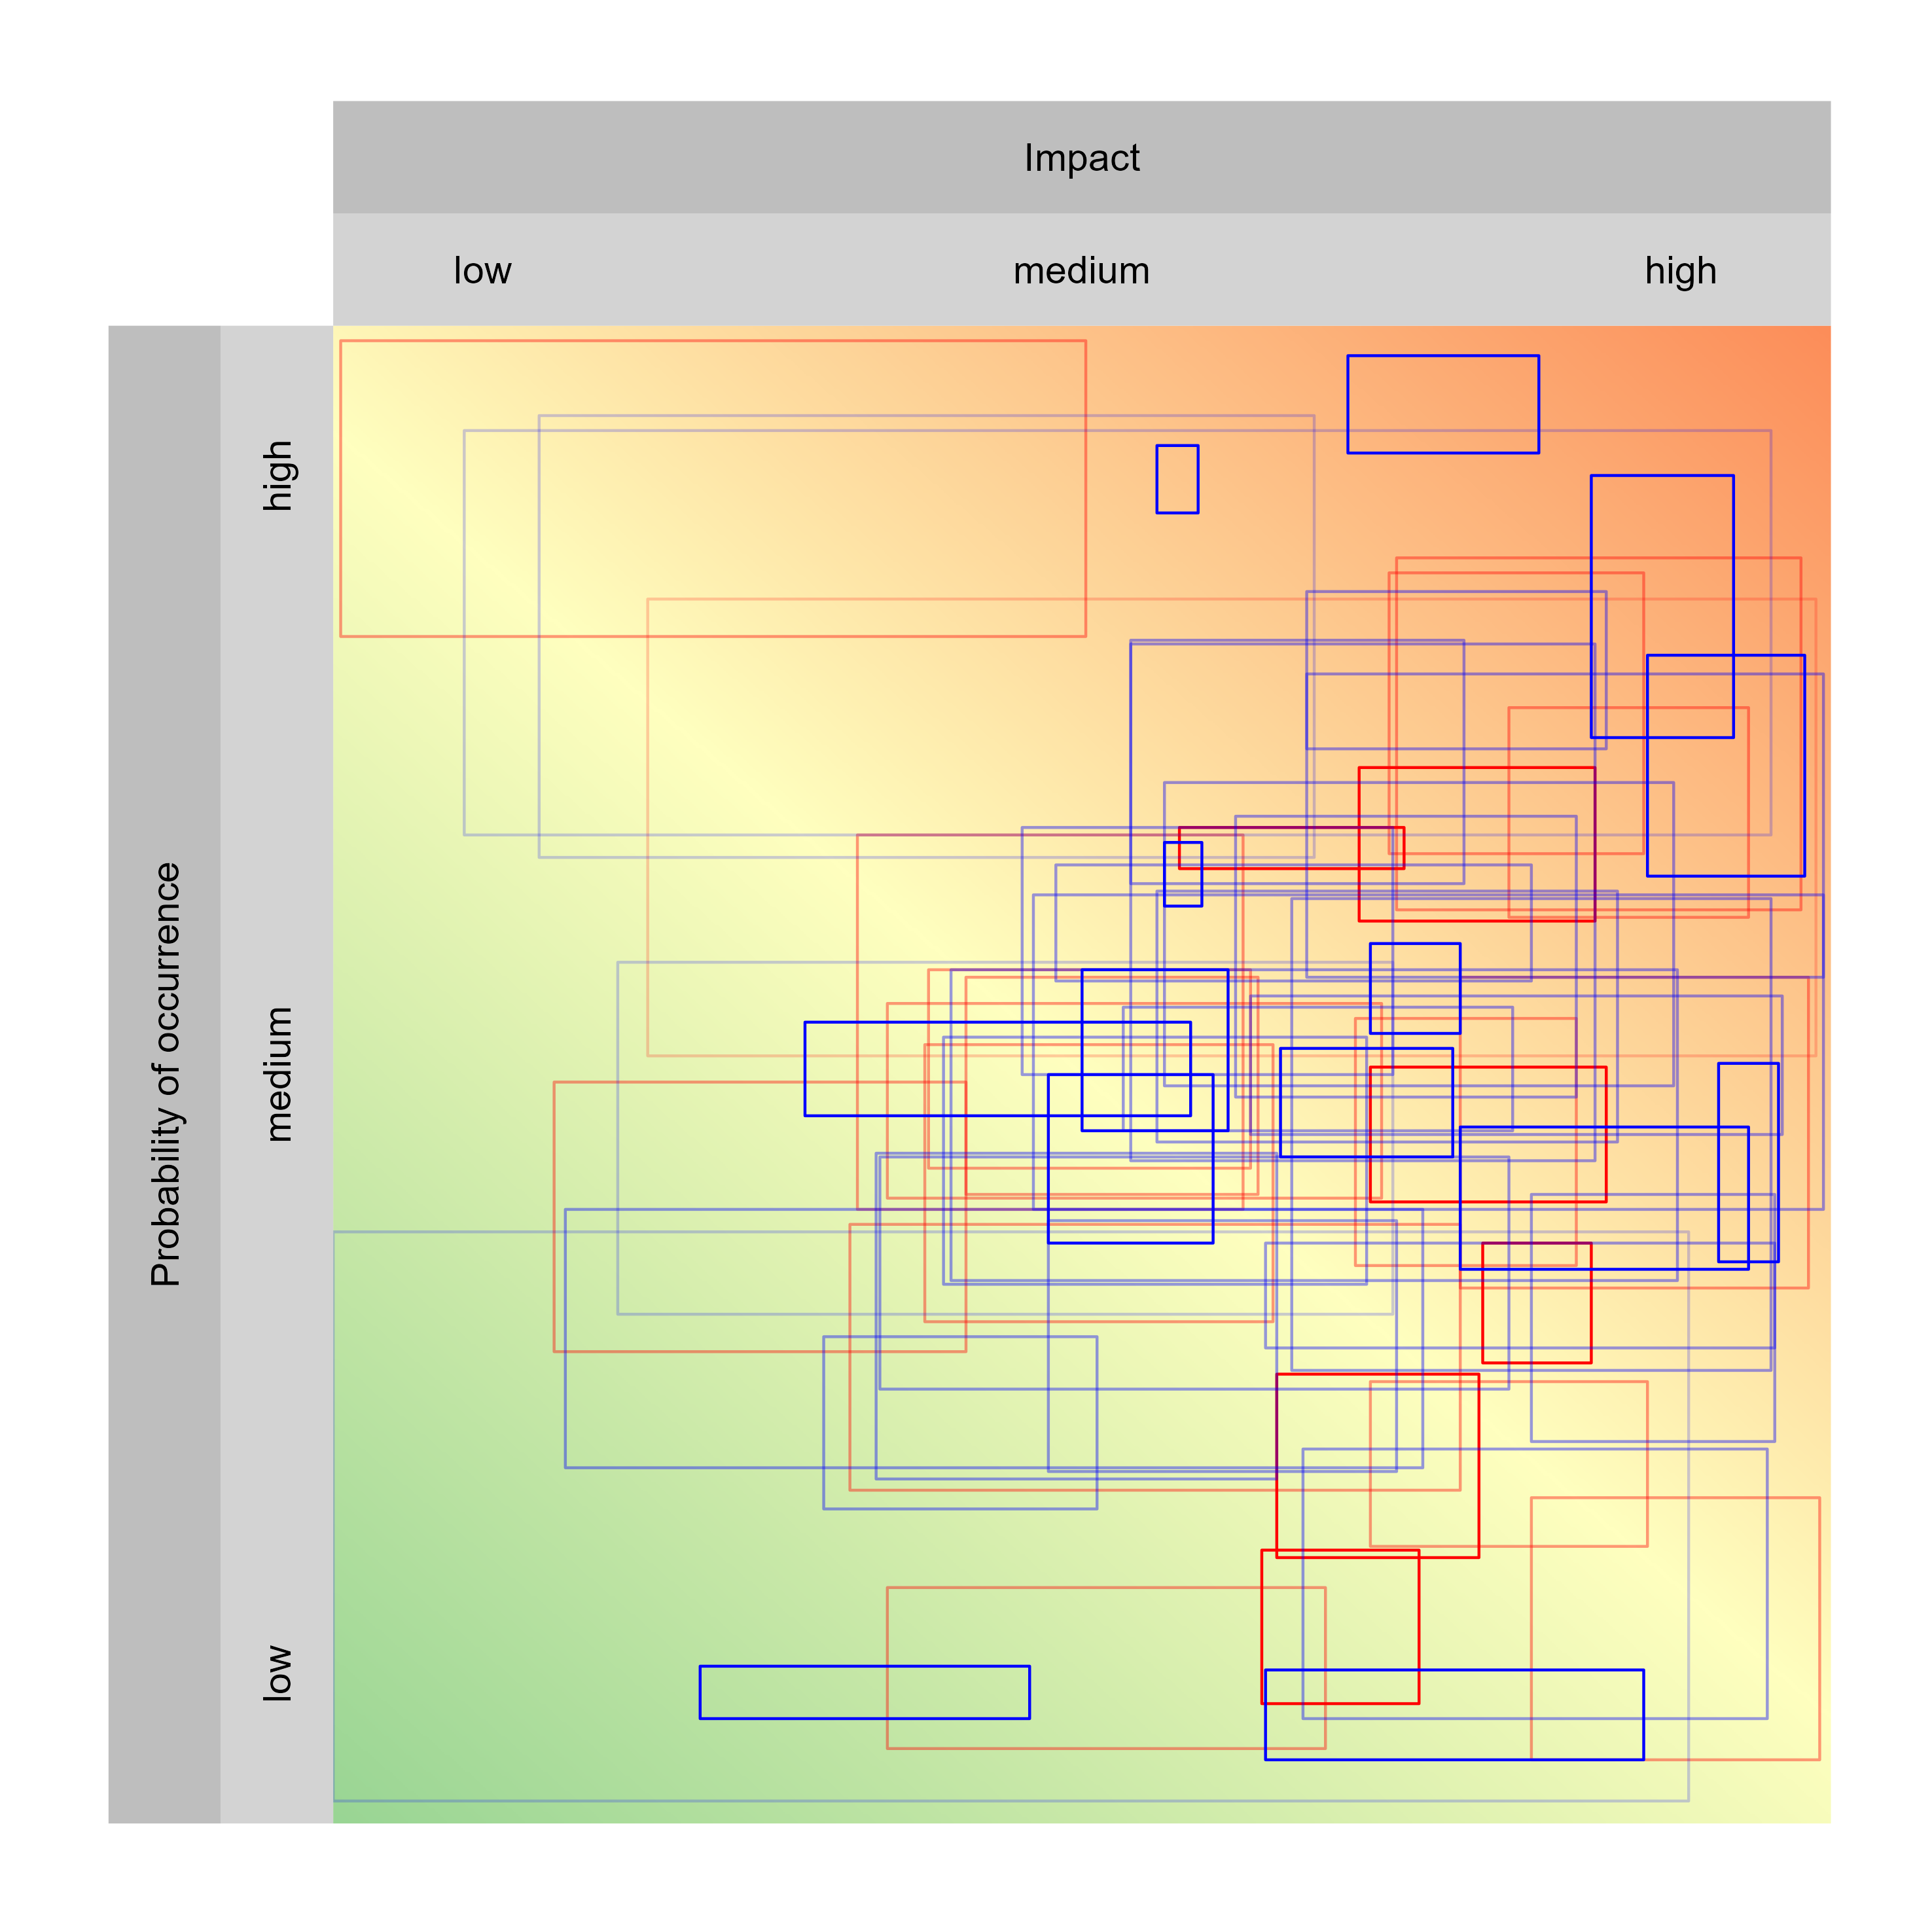 Impact
low medium high
Probability of occurrence
high
medium
low